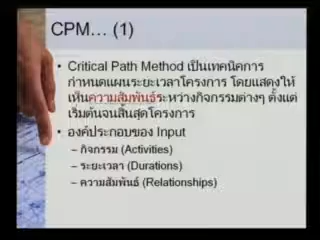 CPM... (1)
• Critical Path Method เป็นเทคนิคการ
กำหนดแผนระยะเวลาโครงการ โดยแสดงให้
เห็นความสัมพันธ์ระหว่างกิจกรรมต่างๆ ตั้งแต่
เริ่มต้นจนสิ้นสุดโครงการ
• องค์ประกอบของ Input
– กิจกรรม (Activities)
– ระยะเวลา (Durations)
– ความสัมพันธ์ (Relationships)